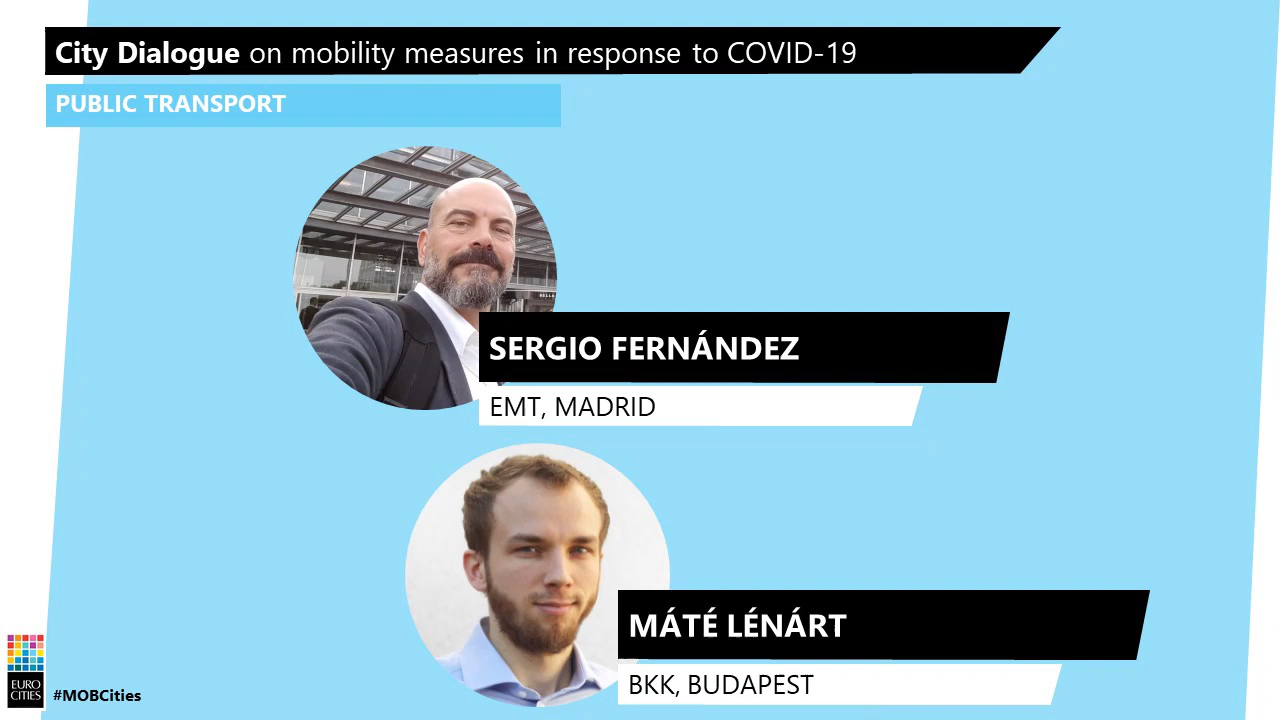 City Dialogue on mobility measures in response to COVID-19
PUBLIC TRANSPORT
SERGIO FERNÁNDEZ
EMT, MADRID
MÁTÉ LÉNÁRT
BKK, BUDAPEST
EURO
CITIES
#MOBCities